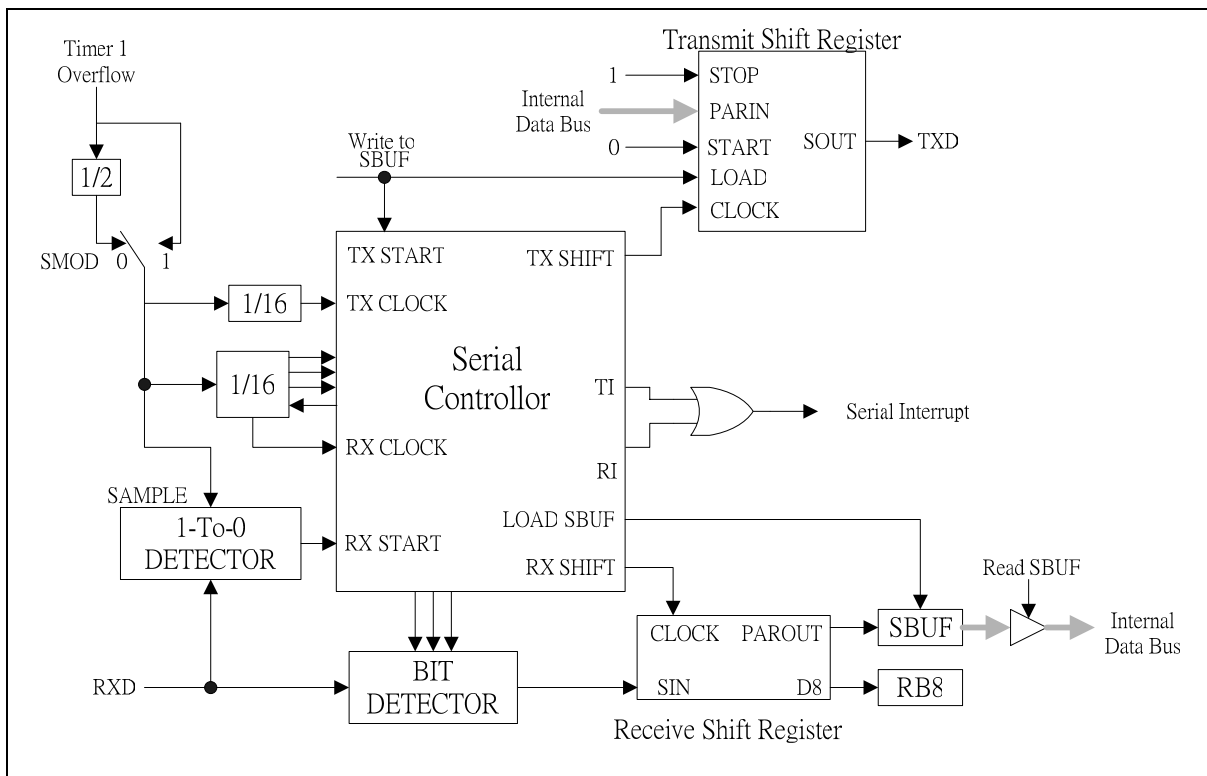 Timer 1
Overflow
1/2
SMOD 0 1
1/16
1/16
SAMPLE
1-To-0
DETECTOR
RXD
Write to
SBUF
TX START
TX CLOCK
RX CLOCK
RX START
Serial
Controllor
TX SHIFT
TI
RI
LOAD SBUF
RX SHIFT
BIT
DETECTOR
Transmit Shift Register
1
Internal
Data Bus
0
STOP
PARIN
START
LOAD
CLOCK
SOUT
TXD
Serial Interrupt
CLOCK PAROUT
SIN D8
Receive Shift Register
SBUF
RB8
Read SBUF
Internal
Data Bus